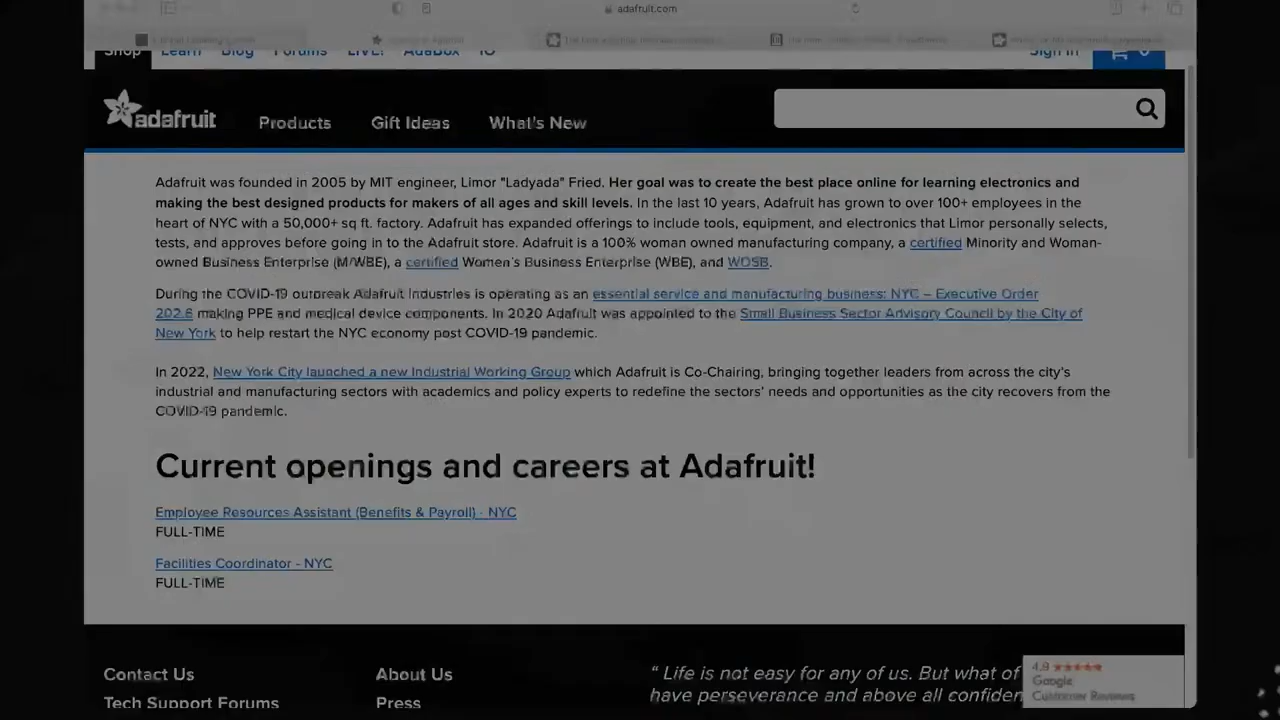 adafruit.com
Shop Learn Blog Forums LIVE! AdaBox IO Sign In 0
adafruit Products Gift Ideas What's New
Adafruit was founded in 2005 by MIT engineer, Limor "Ladyada" Fried. Her goal was to create the best place online for learning electronics and
making the best designed products for makers of all ages and skill levels. In the last 10 years, Adafruit has grown to over 100+ employees in the
heart of NYC with a 50,000+ sq ft. factory. Adafruit has expanded offerings to include tools, equipment, and electronics that Limor personally selects,
tests, and approves before going in to the Adafruit store. Adafruit is a 100% woman owned manufacturing company, a certified Minority and Woman-
owned Business Enterprise (M/WBE), a certified Women's Business Enterprise (WBE), and WOSB.
During the COVID-19 outbreak Adafruit Industries is operating as an essential service and manufacturing business: NYC – Executive Order
202.6 making PPE and medical device components. In 2020 Adafruit was appointed to the Small Business Sector Advisory Council by the City of
New York to help restart the NYC economy post COVID-19 pandemic.
In 2022, New York City launched a new Industrial Working Group which Adafruit is Co-Chairing, bringing together leaders from across the city's
industrial and manufacturing sectors with academics and policy experts to redefine the sectors' needs and opportunities as the city recovers from the
COVID-19 pandemic.
Current openings and careers at Adafruit!
Employee Resources Assistant (Benefits & Payroll) - NYC
FULL-TIME
Facilities Coordinator - NYC
FULL-TIME
Contact Us About Us “ Life is not easy for any of us. But what of
Tech Support Forums Press have perseverance and above all confiden
4.9 ★★★★★
Google
Customer Reviews